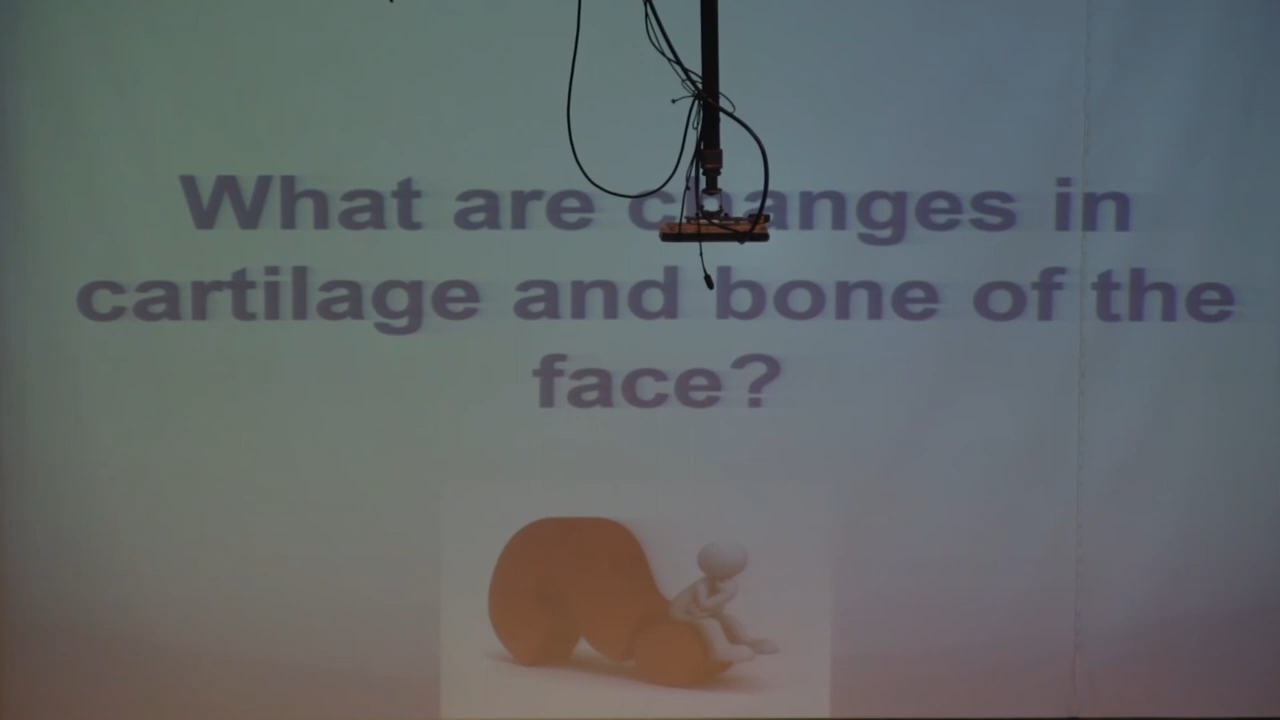 What are changes in
cartilage and bone of the
face?